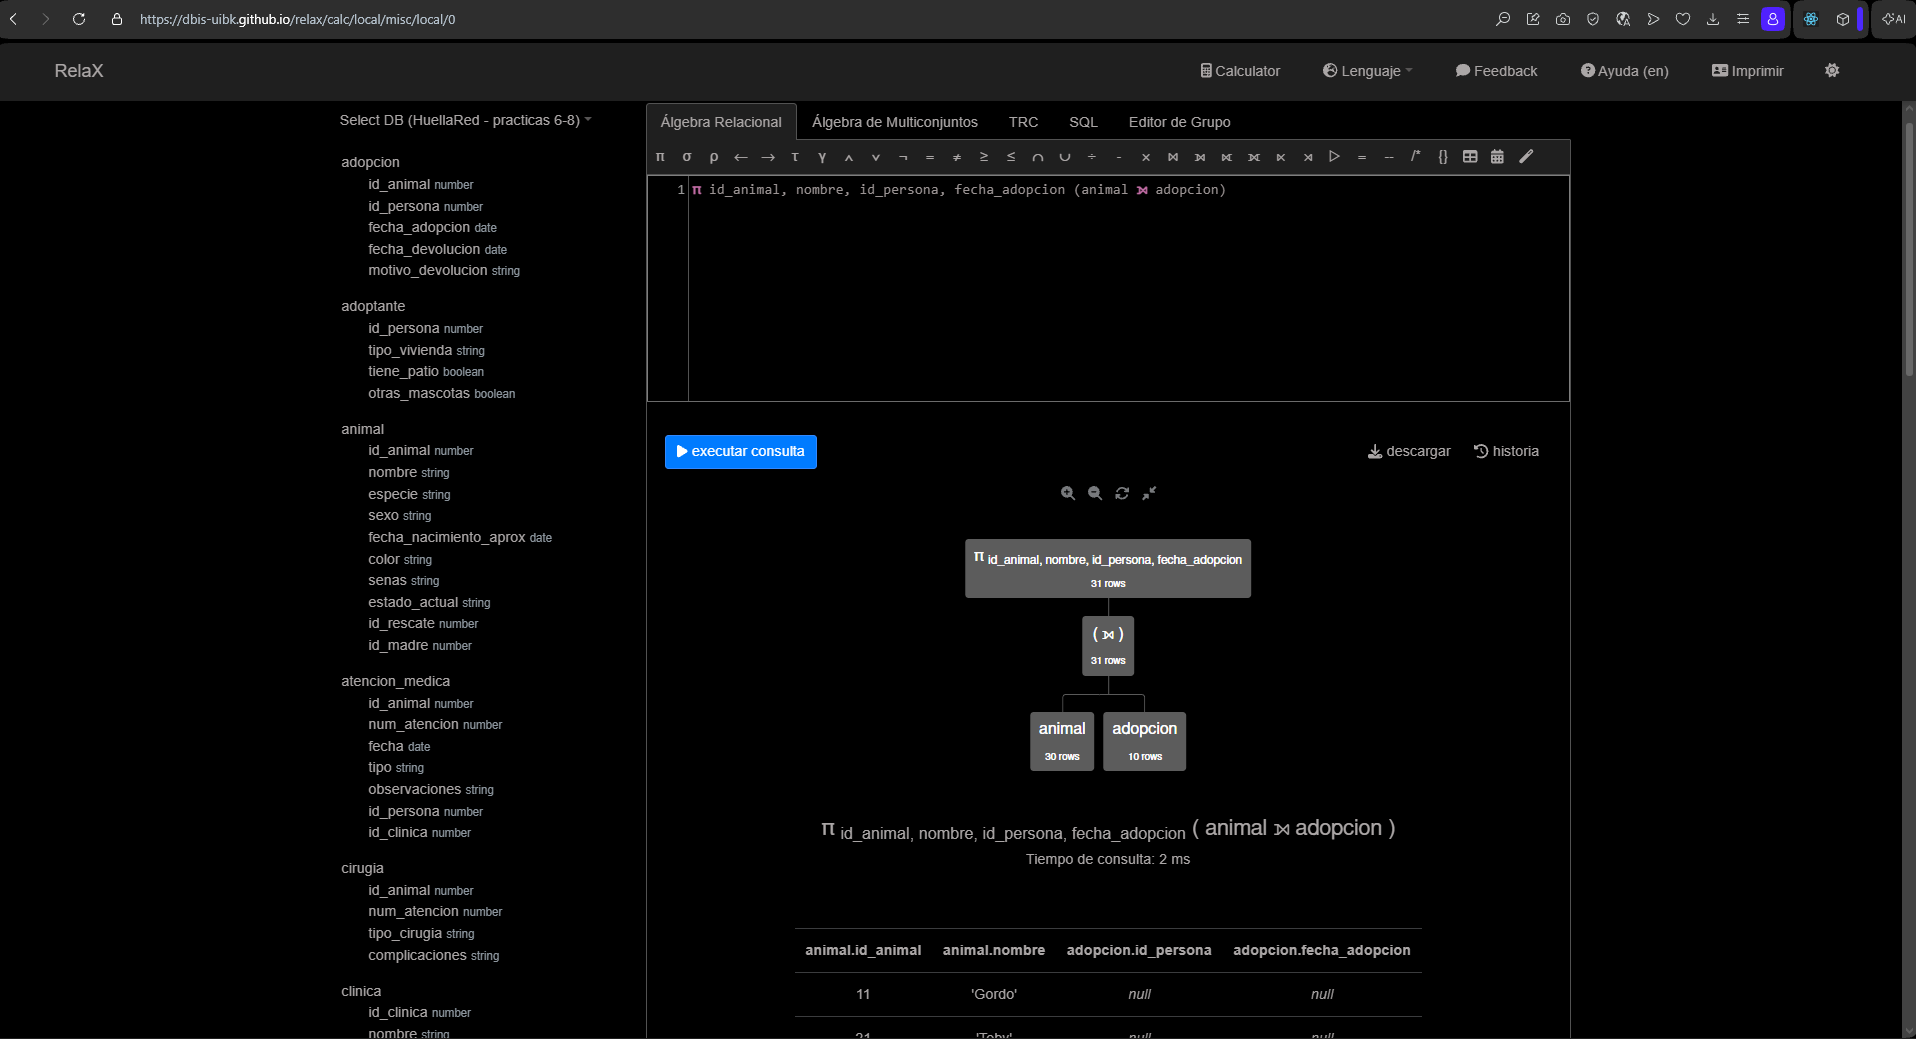 https://dbis-uibk.github.io/relax/calc/local/misc/local/0
AI
RelaX
Calculator
Lenguaje
Feedback
Ayuda (en)
Imprimir
Select DB (HuellaRed - practicas 6-8)
adopcion
id_animal number
id_persona number
fecha_adopcion date
fecha_devolucion date
motivo_devolucion string
adoptante
id_persona number
tipo_vivienda string
tiene_patio boolean
otras_mascotas boolean
animal
id_animal number
nombre string
especie string
sexo string
fecha_nacimiento_aprox date
color string
senas string
estado_actual string
id_rescate number
id_madre number
atencion_medica
id_animal number
num_atencion number
fecha date
tipo string
observaciones string
id_persona number
id_clinica number
cirugia
id_animal number
num_atencion number
tipo_cirugia string
complicaciones string
clinica
id_clinica number
nombre string
Álgebra Relacional
Álgebra de Multiconjuntos
TRC
SQL
Editor de Grupo
π σ ρ ← → τ γ ∧ ∨ ¬ = ≠ ≥ ≤ ∩ ∪ ÷ - ⨯ ⨝ ⟕ ⟖ ⟗ ⋉ ⋊ ▷ = -- /* {}
1 π id_animal, nombre, id_persona, fecha_adopcion (animal ⟕ adopcion)
executar consulta
descargar
historia
π id_animal, nombre, id_persona, fecha_adopcion
31 rows
( ⟕ )
31 rows
animal
30 rows
adopcion
10 rows
π id_animal, nombre, id_persona, fecha_adopcion ( animal ⟕ adopcion )
Tiempo de consulta: 2 ms
animal.id_animal animal.nombre adopcion.id_persona adopcion.fecha_adopcion
11 'Gordo' null null
21 'Toby' null null